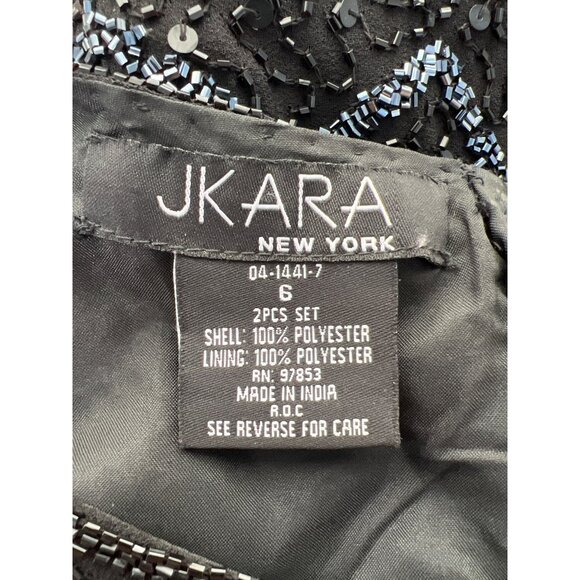 JKARA
NEW YORK
04-1441-7
6
2PCS SET
SHELL: 100% POLYESTER
LINING: 100% POLYESTER
RN: 97853
MADE IN INDIA
R.O.C
SEE REVERSE FOR CARE